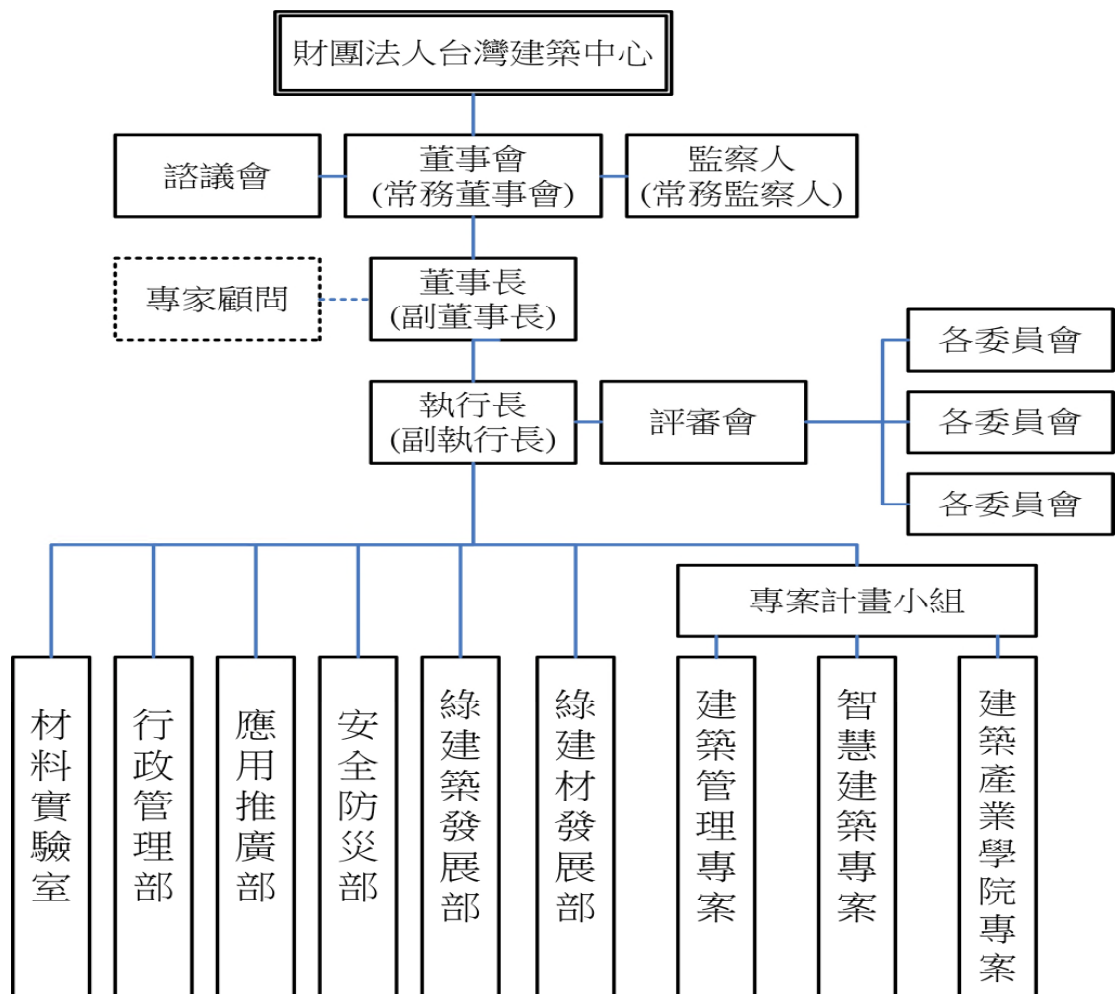 財團法人台灣建築中心
諮議會
董事會
(常務董事會)
監察人
(常務監察人)
專家顧問
董事長
(副董事長)
各委員會
執行長
(副執行長)
評審會
各委員會
各委員會
專案計畫小組
材料實驗室
行政管理部
應用推廣部
安全防災部
綠建築發展部
綠建材發展部
建築管理專案
智慧建築專案
建築產業學院專案